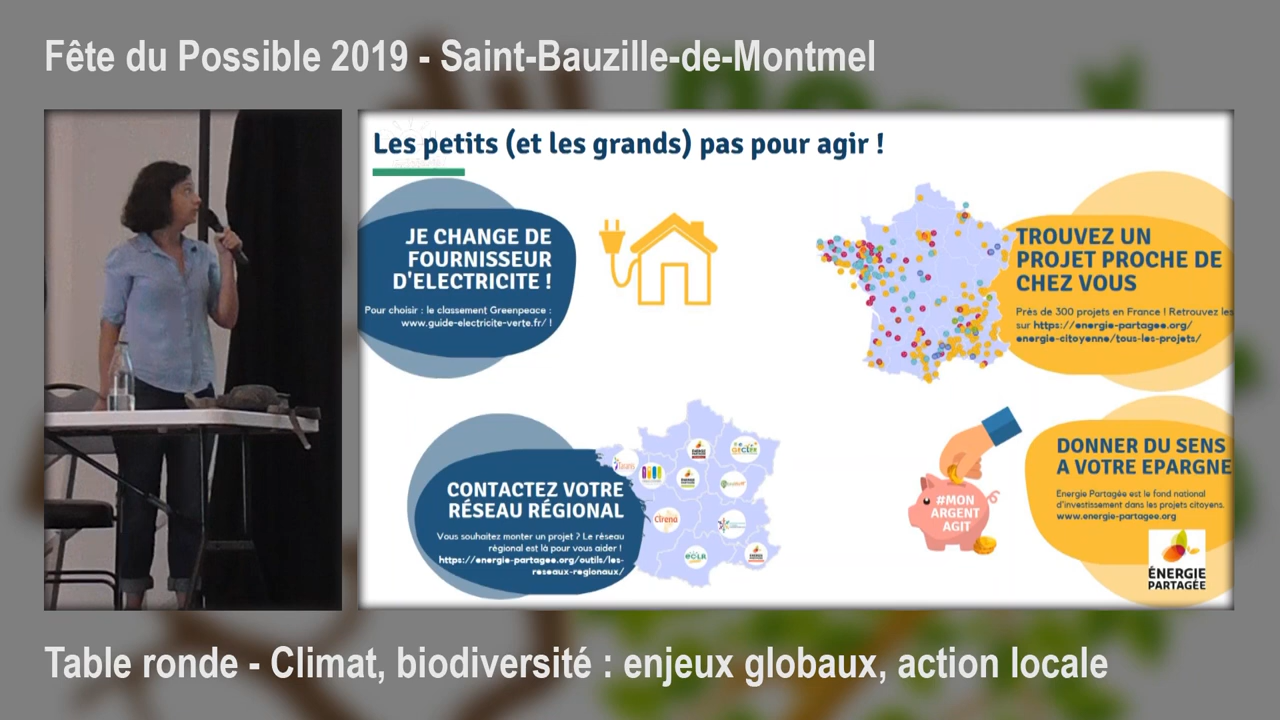 Fête du Possible 2019 - Saint-Bauzille-de-Montmel
Les petits (et les grands) pas pour agir !
JE CHANGE DE
FOURNISSEUR
D'ELECTRICITE !
Pour choisir : le classement Greenpeace :
www.guide-electricite-verte.fr/ !
TROUVEZ UN
PROJET PROCHE DE
CHEZ VOUS
Près de 300 projets en France ! Retrouvez les
sur https://energie-partagee.org/
energie-citoyenne/tous-les-projets/
CONTACTEZ VOTRE
RÉSEAU RÉGIONAL
Vous souhaitez monter un projet ? Le réseau
régional est là pour vous aider !
https://energie-partagee.org/outils/les-
reseaux-regionaux/
Cirena
#MON
ARGENT
AGIT
DONNER DU SENS
A VOTRE EPARGNE
Energie Partagée est le fond national
d'investissement dans les projets citoyens.
www.energie-partagee.org
ÉNERGIE
PARTAGÉE
Table ronde - Climat, biodiversité : enjeux globaux, action locale